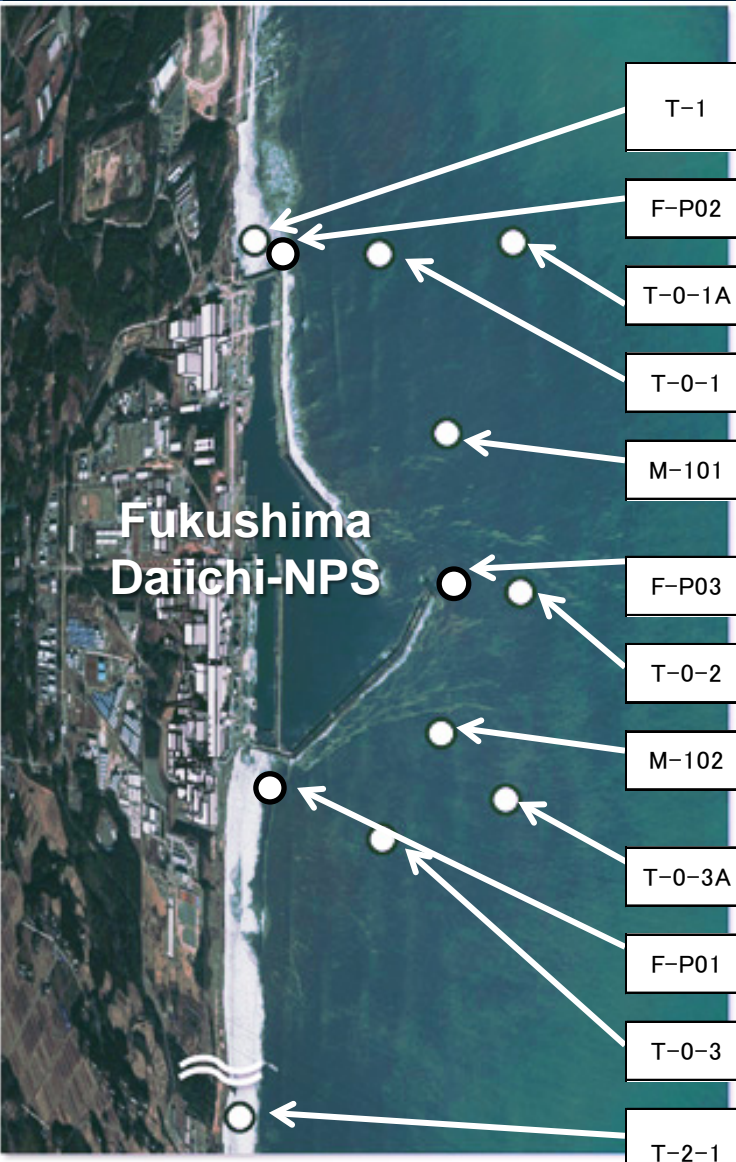 T-1
F-P02
T-0-1A
T-0-1
M-101
Fukushima
Daiichi-NPS
F-P03
T-0-2
M-102
T-0-3A
F-P01
T-0-3
T-2-1